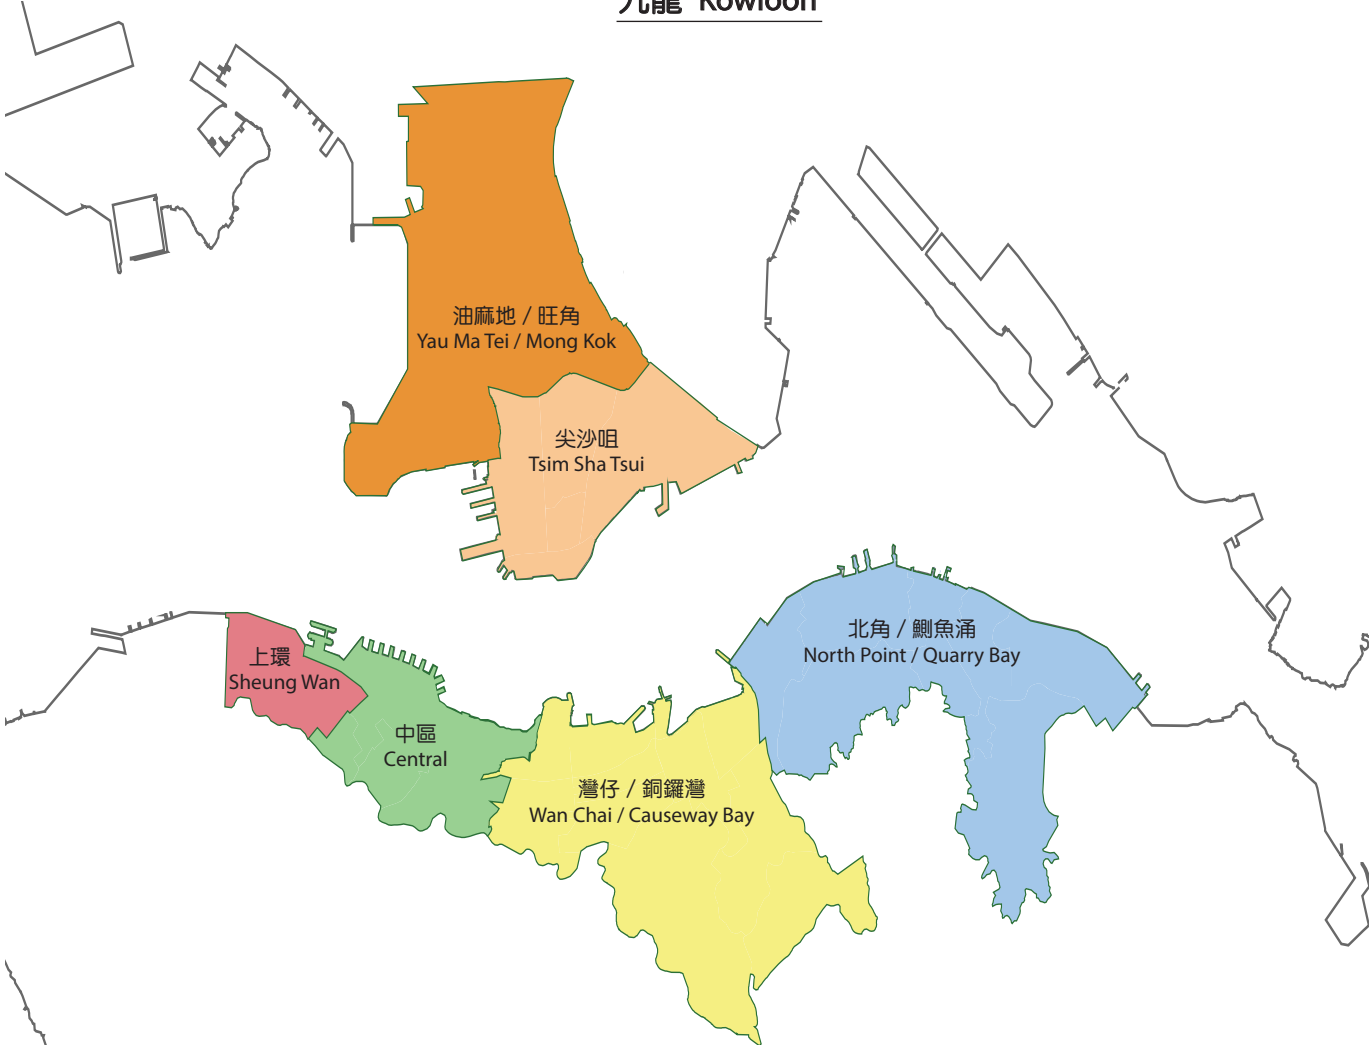 九龍 Kowloon
油麻地 / 旺角
Yau Ma Tei / Mong Kok
尖沙咀
Tsim Sha Tsui
北角 / 鰂魚涌
North Point / Quarry Bay
上環
Sheung Wan
中區
Central
灣仔 / 銅鑼灣
Wan Chai / Causeway Bay